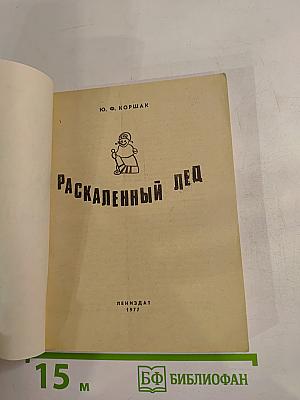 Ю. Ф. КОРШАК
РАСКАЛЕННЫЙ ЛЕД
ЛЕНИЗДАТ
1977
15 м
БФ БИБЛИОФАН